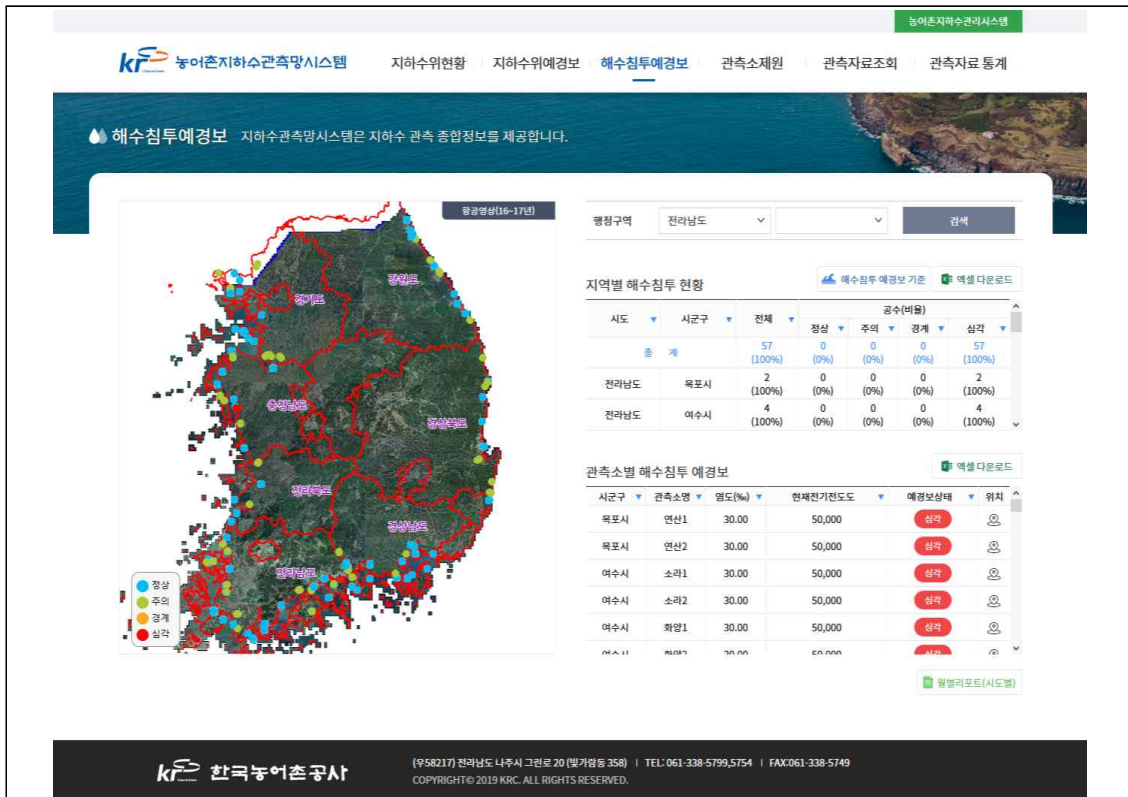 농어촌지하수관리시스템
kr 농어촌지하수관측망시스템 지하수위현황 지하수위예경보 해수침투예경보 관측소제원 관측자료조회 관측자료 통계
해수침투예경보 지하수관측망시스템은 지하수 관측 종합정보를 제공합니다.
항공영상(16~17년)
강원도
경기도
충청남도
경상북도
전라북도
경상남도
전라남도
정상
주의
경계
심각
행정구역 전라남도 검색
지역별 해수침투 현황 해수침투 예경보 기준 엑셀 다운로드
시도 시군구 전체 공수(비율)
정상 주의 경계 심각
총 계 57 0 0 0 57
(100%) (0%) (0%) (0%) (100%)
전라남도 목포시 2 0 0 0 2
(100%) (0%) (0%) (0%) (100%)
전라남도 여수시 4 0 0 0 4
(100%) (0%) (0%) (0%) (100%)
관측소별 해수침투 예경보 엑셀 다운로드
시군구 관측소명 염도(‰) 현재전기전도도 예경보상태 위치
목포시 연산1 30.00 50,000 심각
목포시 연산2 30.00 50,000 심각
여수시 소라1 30.00 50,000 심각
여수시 소라2 30.00 50,000 심각
여수시 화양1 30.00 50,000 심각
여수시 화양2 30.00 50,000 심각
월별리포트(시도별)
kr 한국농어촌공사
(우58217) 전라남도 나주시 그린로 20 (빛가람동 358) | TEL: 061-338-5799,5754 | FAX:061-338-5749
COPYRIGHT© 2019 KRC. ALL RIGHTS RESERVED.